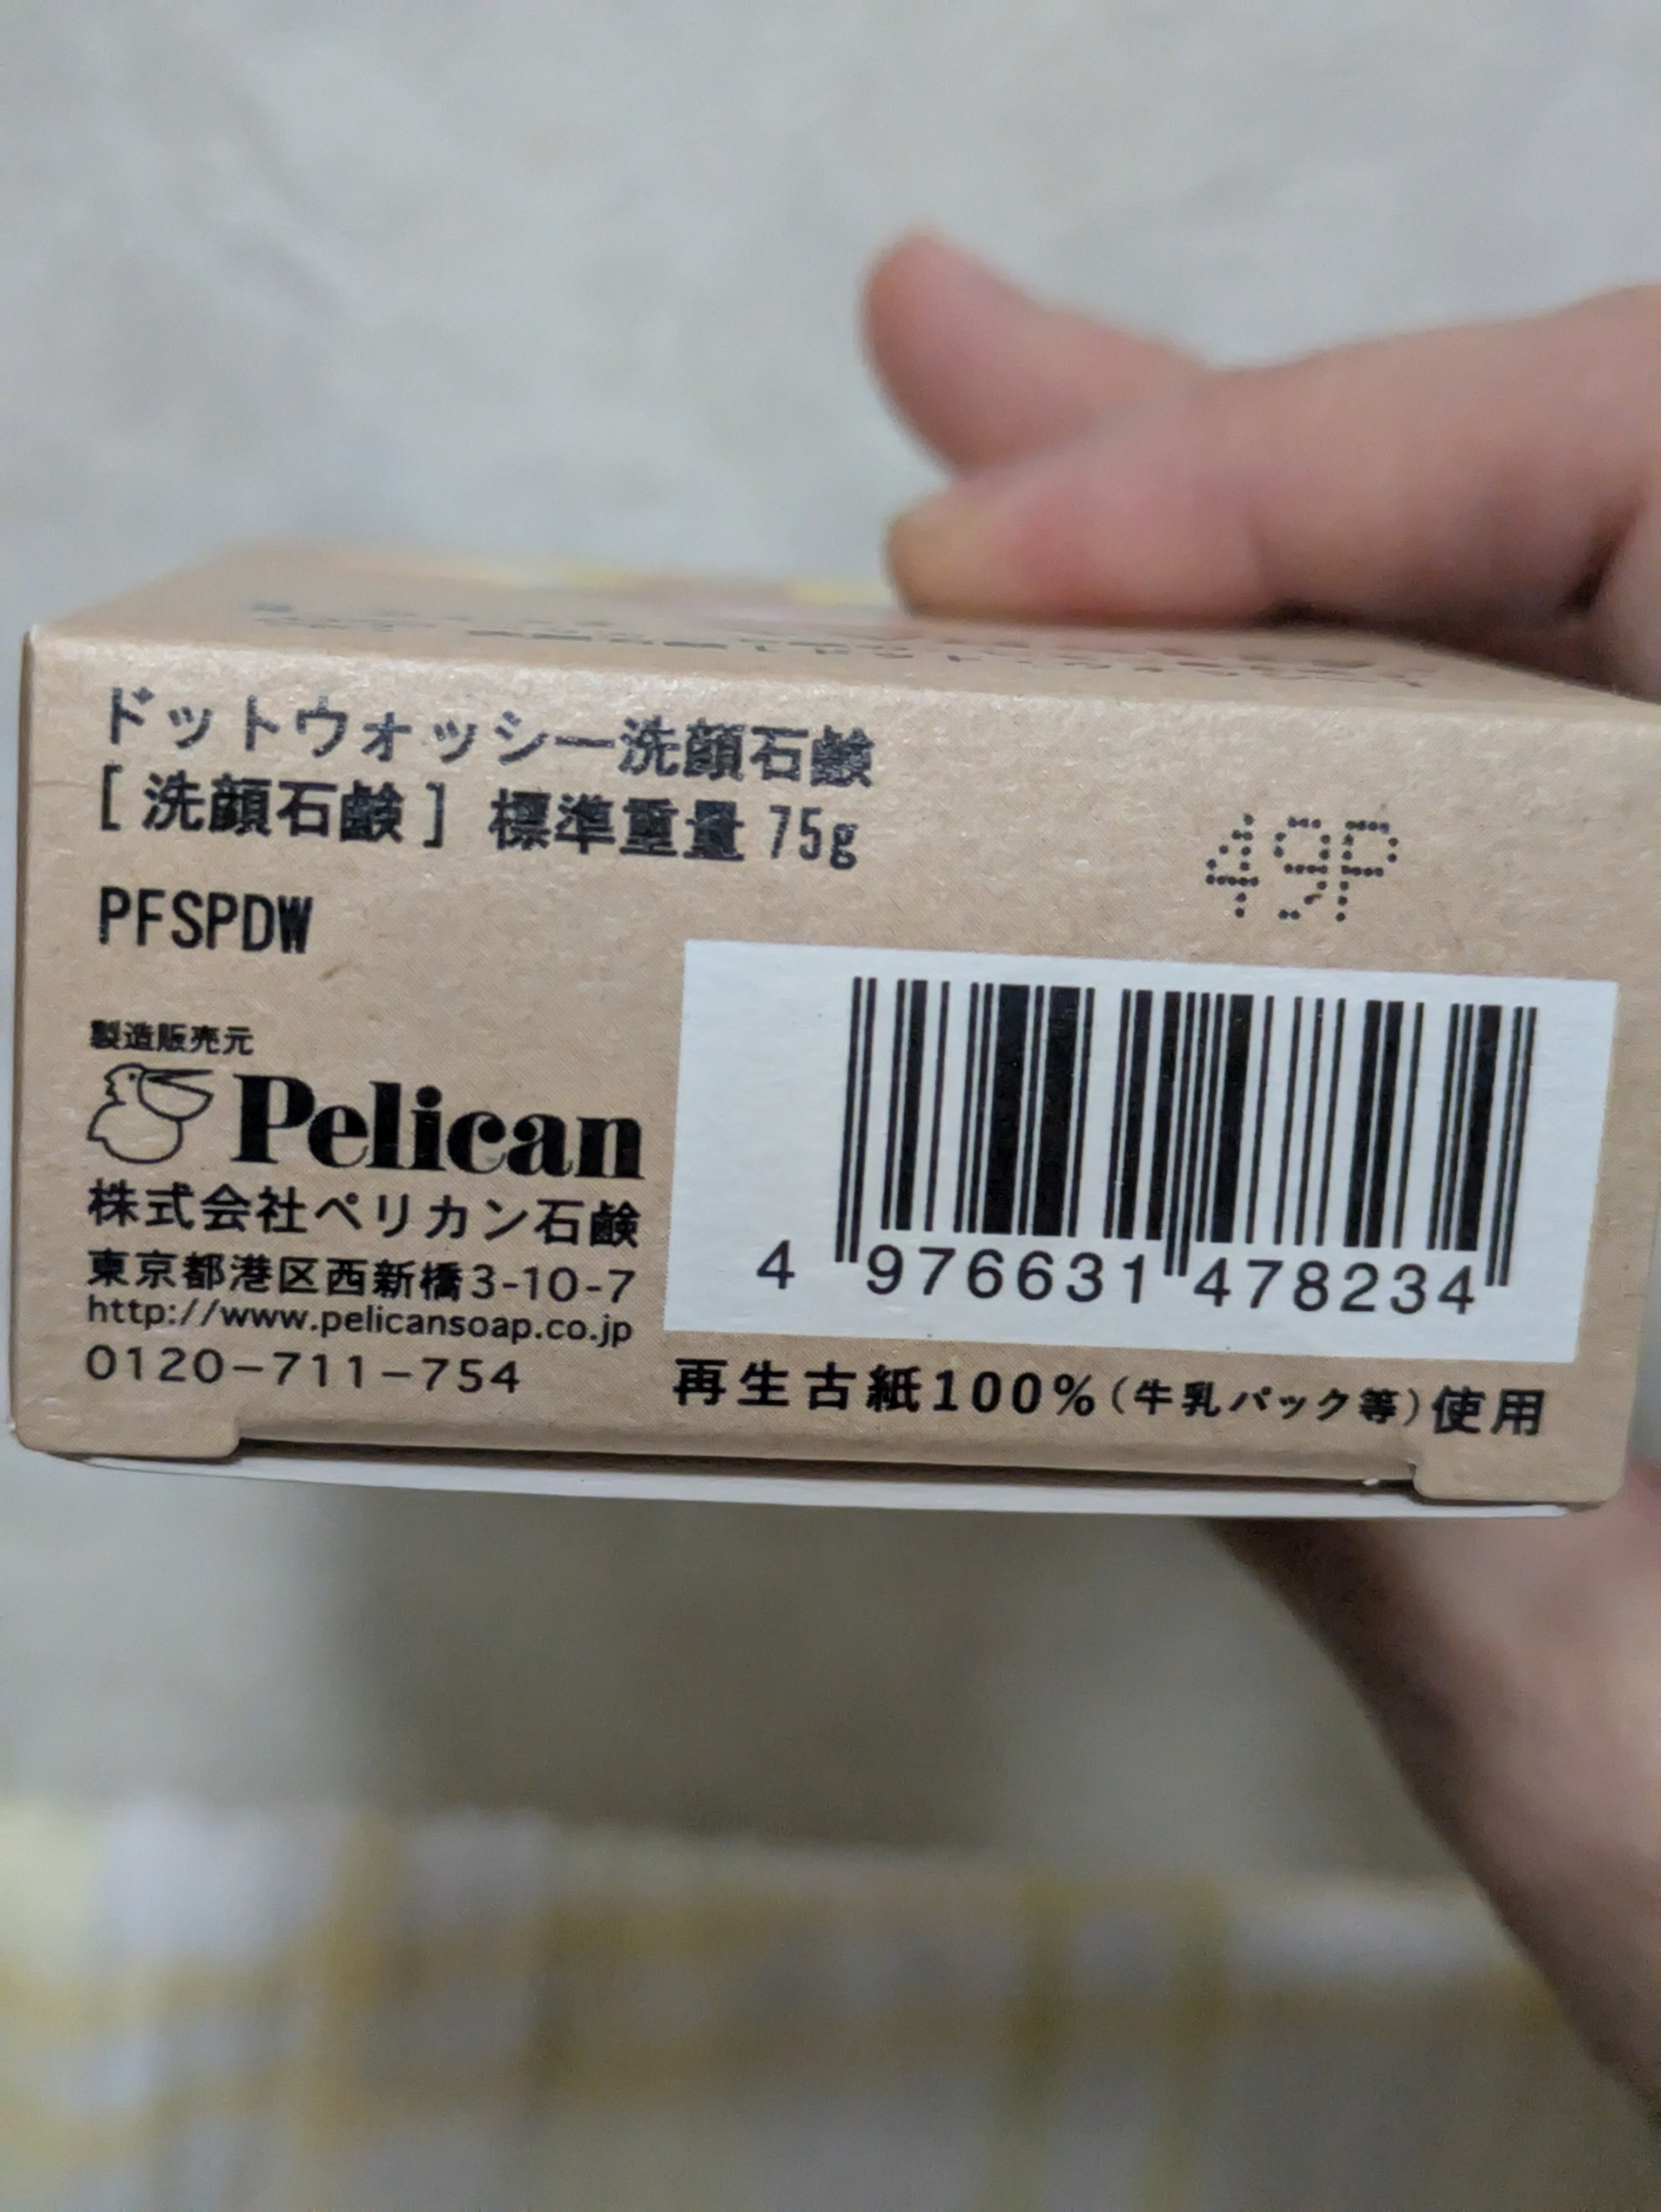 ドットウォッシー洗顔石鹸
[ 洗顔石鹸 ] 標準重量 75g
PFSPDW
49P
製造販売元
Pelican
株式会社ペリカン石鹸
東京都港区西新橋3-10-7
http://www.pelicansoap.co.jp
0120-711-754
4 976631 478234
再生古紙100%(牛乳パック等)使用